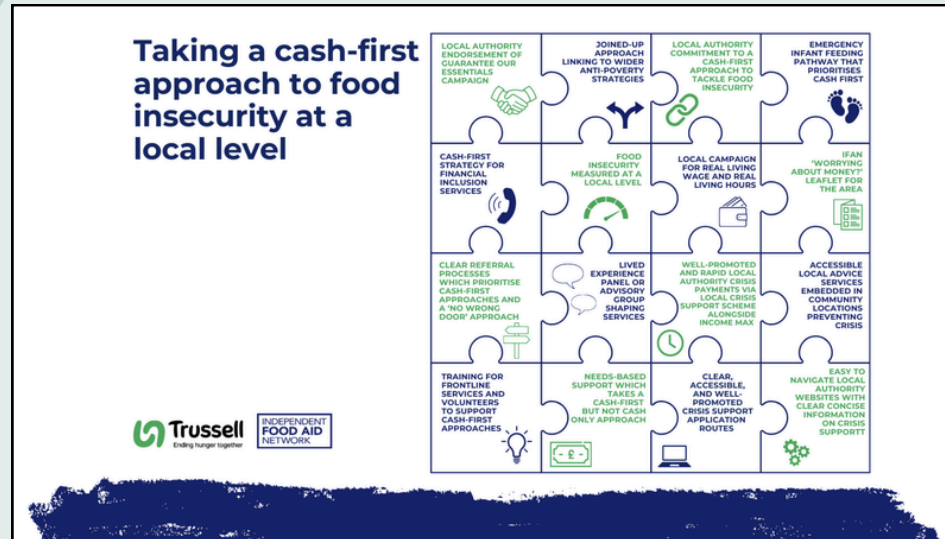 Taking a cash-first
approach to food
insecurity at a
local level
LOCAL AUTHORITY
ENDORSEMENT OF
GUARANTEE OUR
ESSENTIALS
CAMPAIGN
JOINED-UP
APPROACH
LINKING TO WIDER
ANTI-POVERTY
STRATEGIES
LOCAL AUTHORITY
COMMITMENT TO A
CASH-FIRST
APPROACH TO
TACKLE FOOD
INSECURITY
EMERGENCY
INFANT FEEDING
PATHWAY THAT
PRIORITISES
CASH FIRST
CASH-FIRST
STRATEGY FOR
FINANCIAL
INCLUSION
SERVICES
FOOD
INSECURITY
MEASURED AT A
LOCAL LEVEL
LOCAL CAMPAIGN
FOR REAL LIVING
WAGE AND REAL
LIVING HOURS
IFAN
‘WORRYING
ABOUT MONEY?’
LEAFLET FOR
THE AREA
CLEAR REFERRAL
PROCESSES
WHICH PRIORITISE
CASH-FIRST
APPROACHES AND
A ‘NO WRONG
DOOR’ APPROACH
LIVED
EXPERIENCE
PANEL OR
ADVISORY
GROUP
SHAPING
SERVICES
WELL-PROMOTED
AND RAPID LOCAL
AUTHORITY CRISIS
PAYMENTS VIA
LOCAL CRISIS
SUPPORT SCHEME
ALONGSIDE
INCOME MAX
ACCESSIBLE
LOCAL ADVICE
SERVICES
EMBEDDED IN
COMMUNITY
LOCATIONS
PREVENTING
CRISIS
TRAINING FOR
FRONTLINE
SERVICES AND
VOLUNTEERS
TO SUPPORT
CASH-FIRST
APPROACHES
NEEDS-BASED
SUPPORT WHICH
TAKES A
CASH-FIRST
BUT NOT CASH
ONLY APPROACH
- £ -
CLEAR,
ACCESSIBLE,
AND WELL-
PROMOTED
CRISIS SUPPORT
APPLICATION
ROUTES
EASY TO
NAVIGATE LOCAL
AUTHORITY
WEBSITES WITH
CLEAR CONCISE
INFORMATION
ON CRISIS
SUPPORTT
Trussell
Ending hunger together
INDEPENDENT
FOOD AID
NETWORK